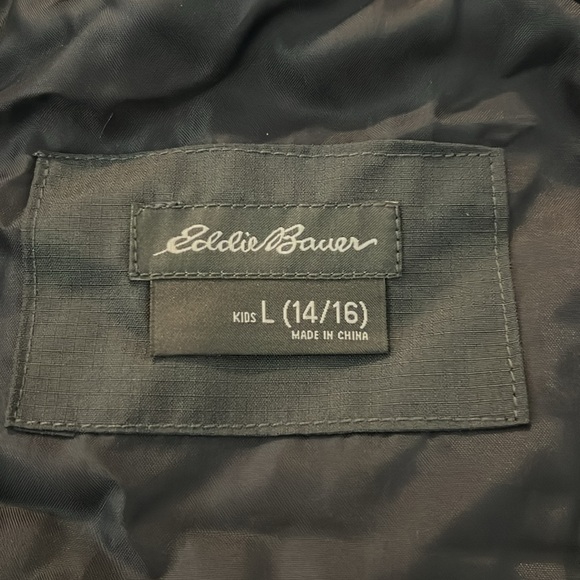 Eddie Bauer
KIDS L (14/16)
MADE IN CHINA